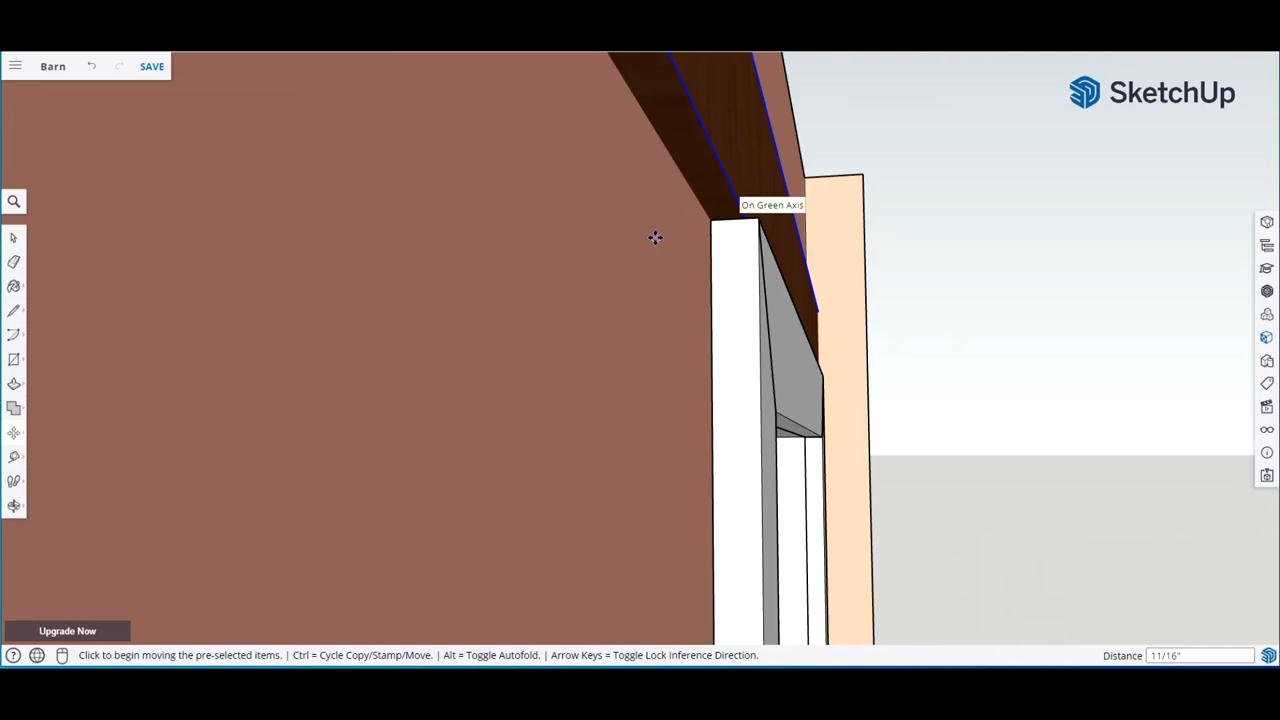 Barn
SAVE
SketchUp
On Green Axis
Upgrade Now
Click to begin moving the pre-selected items. | Ctrl = Cycle Copy/Stamp/Move. | Alt = Toggle Autofold. | Arrow Keys = Toggle Lock Inference Direction.
Distance 11/16"